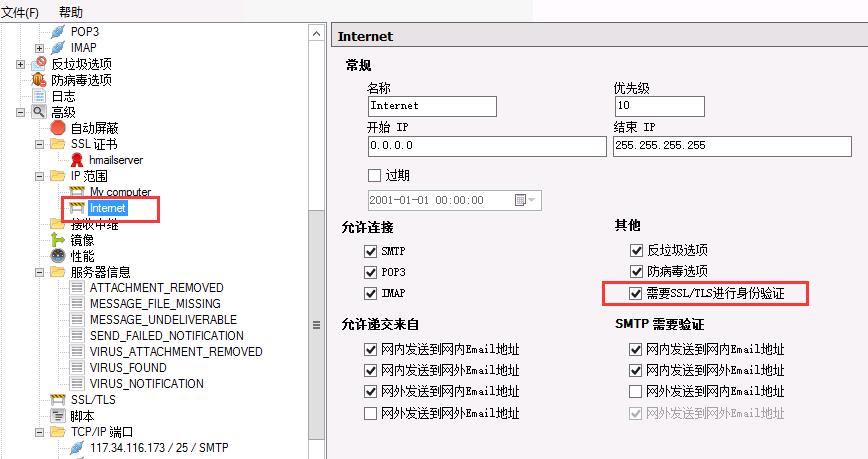 文件(F) 帮助
POP3
IMAP
反垃圾选项
防病毒选项
日志
高级
自动屏蔽
SSL 证书
hmailserver
IP 范围
My computer
Internet
接收中继
镜像
性能
服务器信息
ATTACHMENT_REMOVED
MESSAGE_FILE_MISSING
MESSAGE_UNDELIVERABLE
SEND_FAILED_NOTIFICATION
VIRUS_ATTACHMENT_REMOVED
VIRUS_FOUND
VIRUS_NOTIFICATION
SSL/TLS
脚本
TCP/IP 端口
117.34.116.173 / 25 / SMTP
Internet
常规
名称 优先级
Internet 10
开始 IP 结束 IP
0.0.0.0 255.255.255.255
过期
2001-01-01 00:00:00
允许连接 其他
SMTP 反垃圾选项
POP3 防病毒选项
IMAP 需要SSL/TLS进行身份验证
允许递交来自 SMTP 需要验证
网内发送到网内Email地址 网内发送到网内Email地址
网内发送到网外Email地址 网内发送到网外Email地址
网外发送到网内Email地址 网外发送到网内Email地址
网外发送到网外Email地址 网外发送到网外Email地址